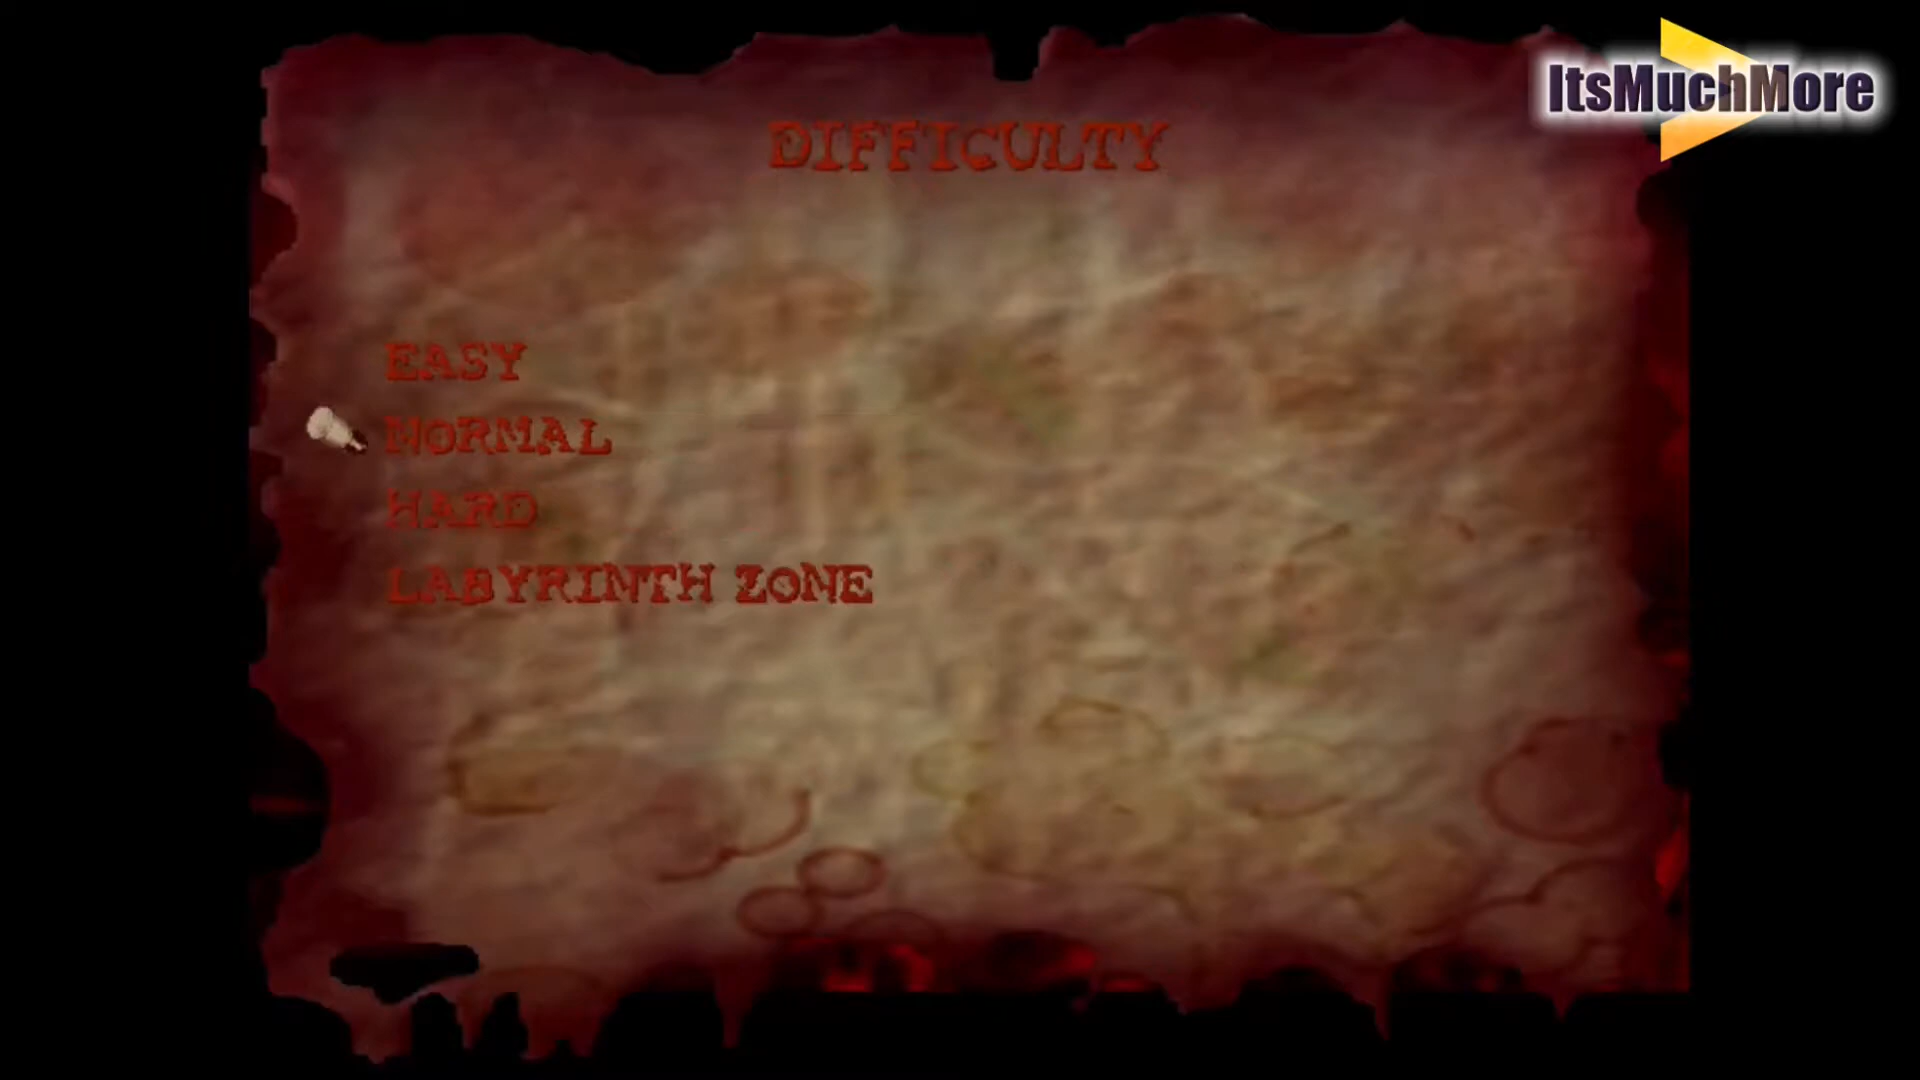 ItsMuchMore
DIFFICULTY
EASY
NORMAL
HARD
LABYRINTH ZONE